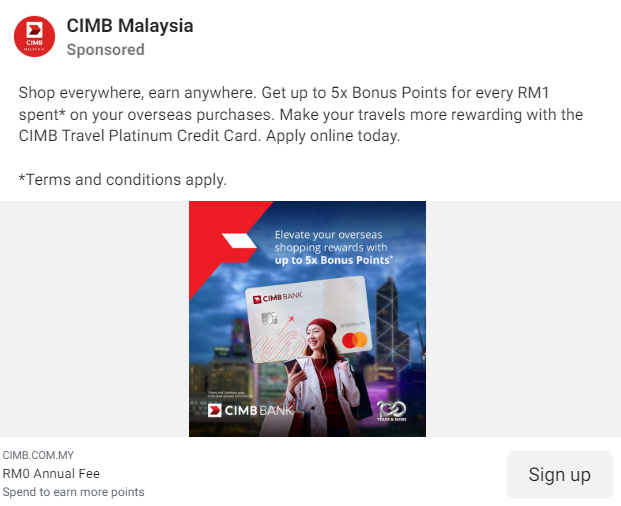 CIMB
MALAYSIA
CIMB Malaysia
Sponsored
Shop everywhere, earn anywhere. Get up to 5x Bonus Points for every RM1
spent* on your overseas purchases. Make your travels more rewarding with the
CIMB Travel Platinum Credit Card. Apply online today.
*Terms and conditions apply.
Elevate your overseas
shopping rewards with
up to 5x Bonus Points*
CIMB BANK
platinum
CIMB BANK
100
YEARS & MORE
CIMB.COM.MY
RM0 Annual Fee
Spend to earn more points
Sign up